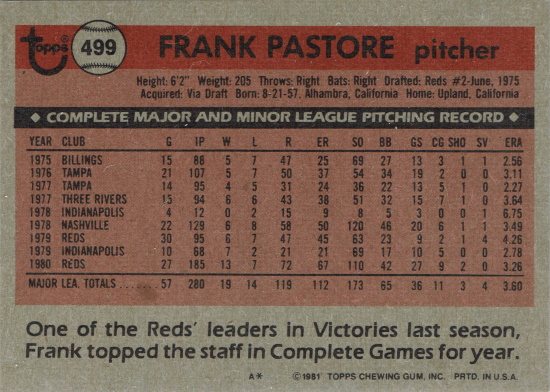 topps 499 FRANK PASTORE pitcher
Height: 6'2" Weight: 205 Throws: Right Bats: Right Drafted: Reds #2-June, 1975
Acquired: Via Draft Born: 8-21-57, Alhambra, California Home: Upland, California
COMPLETE MAJOR AND MINOR LEAGUE PITCHING RECORD
YEAR CLUB G IP W L R ER SO BB GS CG SHO SV ERA
1975 BILLINGS 15 88 5 7 47 25 69 27 13 3 1 1 2.56
1976 TAMPA 21 107 5 7 50 37 54 34 19 2 0 0 3.11
1977 TAMPA 14 95 4 5 31 24 36 22 13 5 1 0 2.27
1977 THREE RIVERS 15 94 6 6 43 38 51 32 15 7 1 0 3.64
1978 INDIANAPOLIS 4 12 0 2 15 9 8 5 3 0 0 1 6.75
1978 NASHVILLE 22 129 6 8 58 50 120 46 20 6 1 1 3.49
1979 REDS 30 95 6 7 47 45 63 23 9 2 1 4 4.26
1979 INDIANAPOLIS 10 68 7 2 21 21 69 17 10 5 0 0 2.78
1980 REDS 27 185 13 7 72 67 110 42 27 9 2 0 3.26
MAJOR LEA. TOTALS ........ 57 280 19 14 119 112 173 65 36 11 3 4 3.60
One of the Reds' leaders in Victories last season,
Frank topped the staff in Complete Games for year.
A* ©1981 TOPPS CHEWING GUM, INC. PRTD. IN U.S.A.